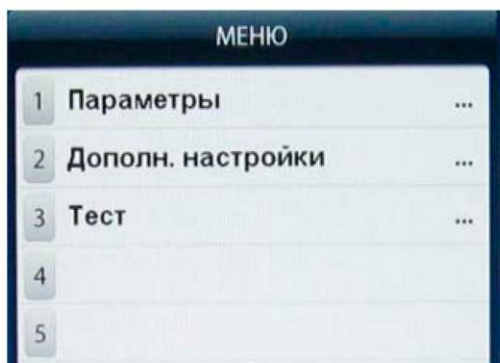 МЕНЮ
1 Параметры ...
2 Дополн. настройки ...
3 Тест ...
4
5